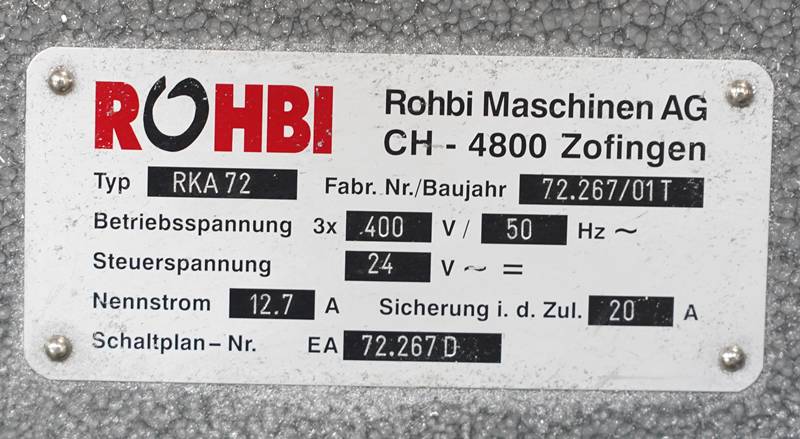 ROHBI
Rohbi Maschinen AG
CH - 4800 Zofingen
Typ RKA 72 Fabr. Nr./Baujahr 72.267/01 T
Betriebsspannung 3x 400 V / 50 Hz ~
Steuerspannung 24 V ~ =
Nennstrom 12.7 A Sicherung i. d. Zul. 20 A
Schaltplan - Nr. EA 72.267 D